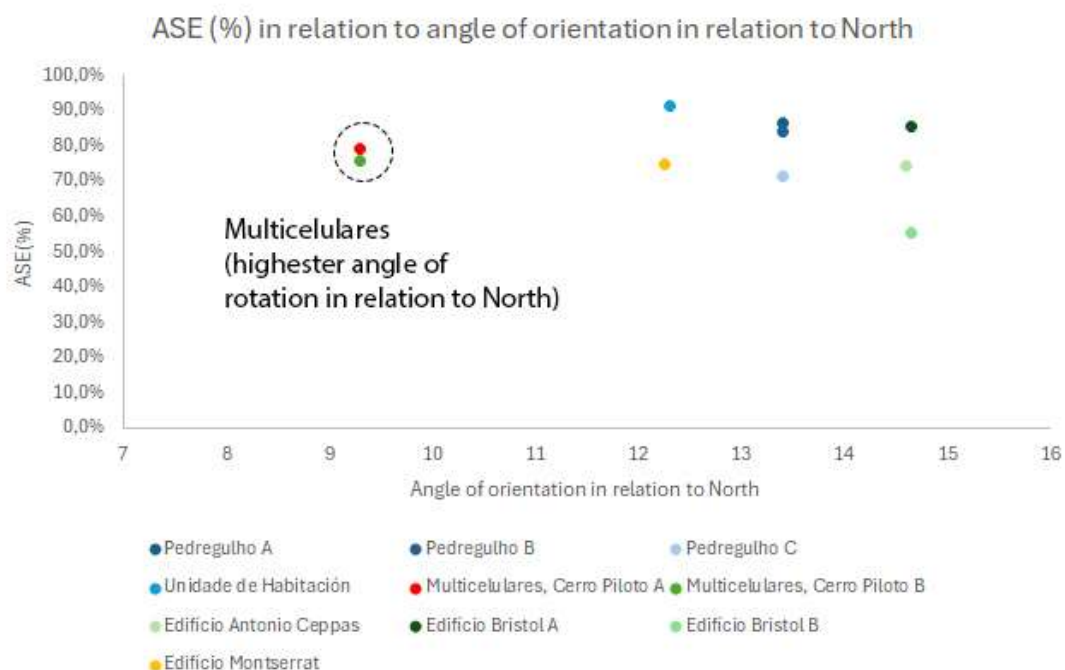 ASE (%) in relation to angle of orientation in relation to North
100,0%
90,0%
80,0%
70,0%
60,0%
50,0%
40,0%
30,0%
20,0%
10,0%
0,0%
ASE(%)
Multicelulares
(highester angle of
rotation in relation to North)
7 8 9 10 11 12 13 14 15 16
Angle of orientation in relation to North
Pedregulho A Pedregulho B Pedregulho C
Unidade de Habitación Multicelulares, Cerro Piloto A Multicelulares, Cerro Piloto B
Edifício Antonio Ceppas Edifício Bristol A Edifício Bristol B
Edifício Montserrat